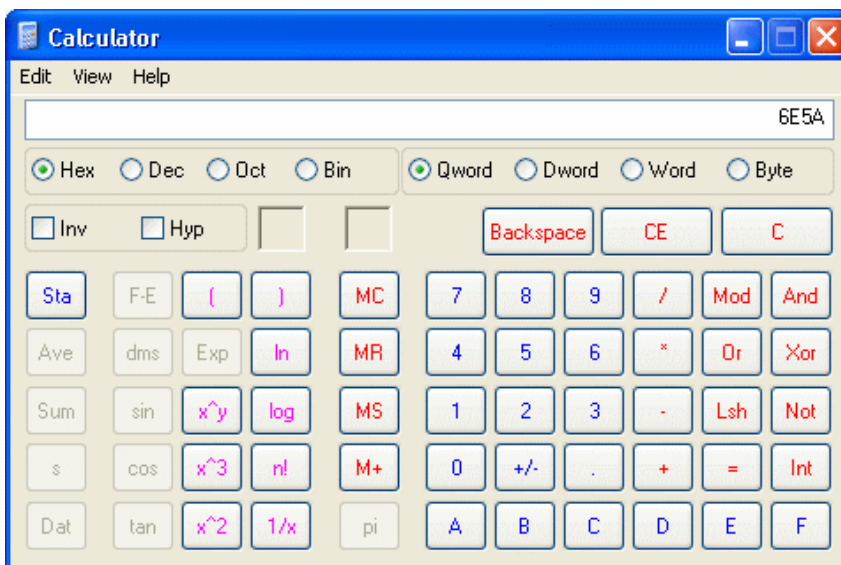 Calculator
Edit View Help
6E5A
Hex Dec Oct Bin Qword Dword Word Byte
Inv Hyp Backspace CE C
Sta F-E ( ) MC 7 8 9 / Mod And
Ave dms Exp ln MR 4 5 6 * Or Xor
Sum sin x^y log MS 1 2 3 - Lsh Not
s cos x^3 n! M+ 0 +/- . + = Int
Dat tan x^2 1/x pi A B C D E F